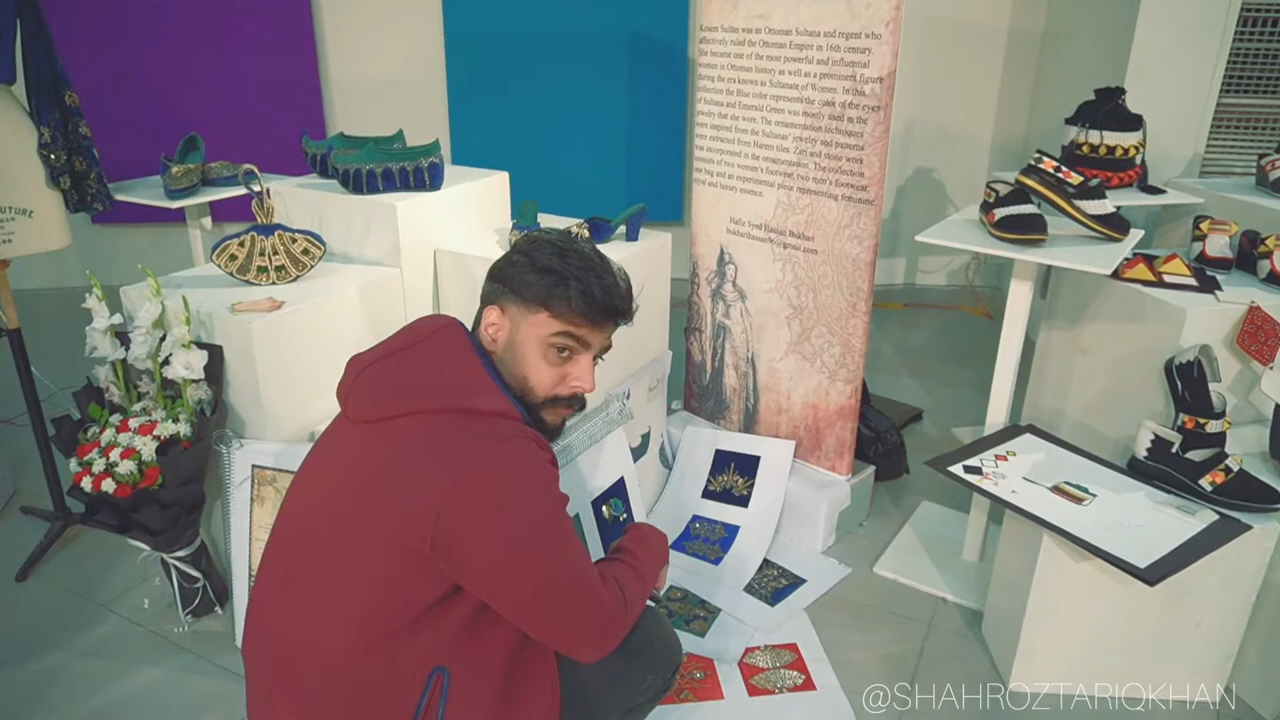 Kosem Sultan was an Ottoman Sultana and regent who
affectively ruled the Ottoman Empire in 16th century.
She became one of the most powerful and influential
women in Ottoman history as well as a prominent figure
during the era known as Sultanate of Women. In this
collection the Blue color represents the color of the eyes
of Sultana and Emerald Green was mostly used in the
jewelry that she wore. The ornamentation techniques
were inspired from the Sultanas' jewelry and patterns
were extracted from Harem tiles. Zari and stone work
was incorporated in the ornamentation. The collection
consists of two women's footwear, two men's footwear,
one bag and an experimental piece representing feminine,
royal and luxury essence.
Hafiz Syed Hassan Bukhari
COUTURE
@SHAHROZTARIQKHAN